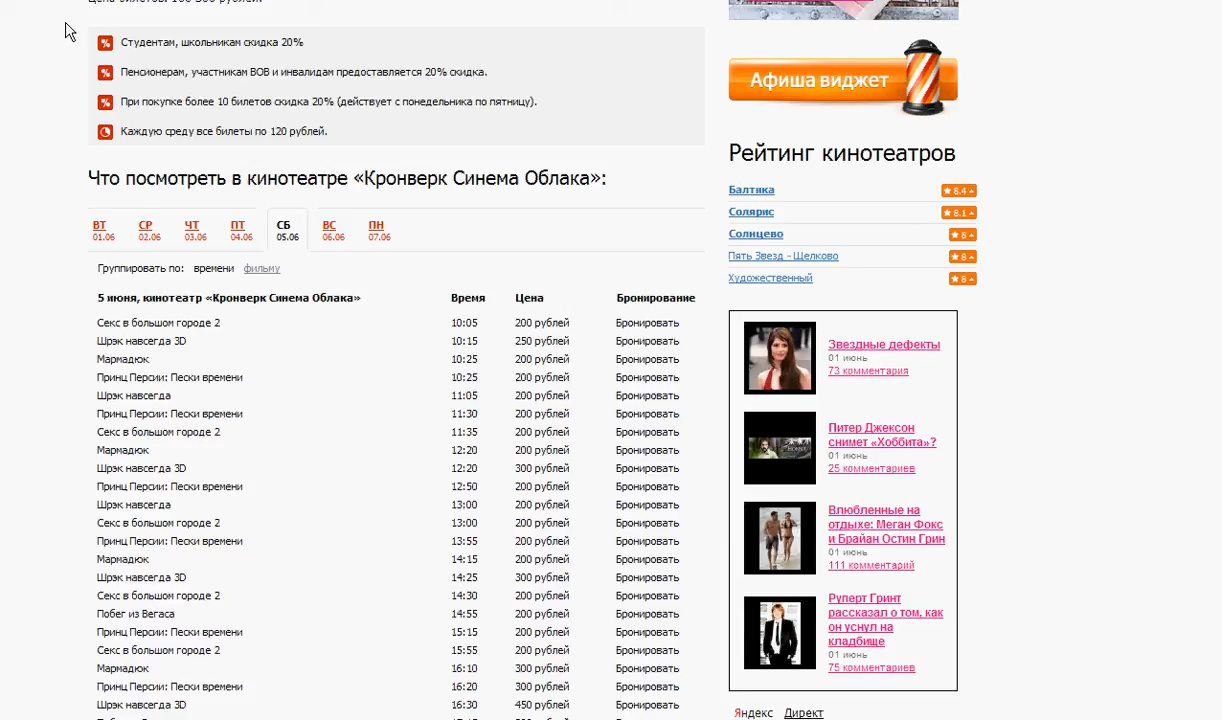 Цена билетов: 100-500 рублей.
Студентам, школьникам скидка 20%
Пенсионерам, участникам ВОВ и инвалидам предоставляется 20% скидка.
При покупке более 10 билетов скидка 20% (действует с понедельника по пятницу).
Каждую среду все билеты по 120 рублей.
Что посмотреть в кинотеатре «Кронверк Синема Облака»:
ВТ СР ЧТ ПТ СБ ВС ПН
01.06 02.06 03.06 04.06 05.06 06.06 07.06
Группировать по: времени фильму
5 июня, кинотеатр «Кронверк Синема Облака» Время Цена Бронирование
Секс в большом городе 2 10:05 200 рублей Бронировать
Шрэк навсегда 3D 10:15 250 рублей Бронировать
Мармадюк 10:25 200 рублей Бронировать
Принц Персии: Пески времени 10:25 200 рублей Бронировать
Шрэк навсегда 11:05 200 рублей Бронировать
Принц Персии: Пески времени 11:30 200 рублей Бронировать
Секс в большом городе 2 11:35 200 рублей Бронировать
Мармадюк 12:20 200 рублей Бронировать
Шрэк навсегда 3D 12:20 300 рублей Бронировать
Принц Персии: Пески времени 12:50 200 рублей Бронировать
Шрэк навсегда 13:00 200 рублей Бронировать
Секс в большом городе 2 13:00 200 рублей Бронировать
Принц Персии: Пески времени 13:55 200 рублей Бронировать
Мармадюк 14:15 200 рублей Бронировать
Шрэк навсегда 3D 14:25 300 рублей Бронировать
Секс в большом городе 2 14:30 200 рублей Бронировать
Побег из Вегаса 14:55 200 рублей Бронировать
Принц Персии: Пески времени 15:15 200 рублей Бронировать
Секс в большом городе 2 15:55 200 рублей Бронировать
Мармадюк 16:10 300 рублей Бронировать
Принц Персии: Пески времени 16:20 300 рублей Бронировать
Шрэк навсегда 3D 16:30 450 рублей Бронировать
Афиша виджет
Рейтинг кинотеатров
Балтика 8.4
Солярис 8.1
Солнцево 8
Пять Звезд - Щелково 8
Художественный 8
Звездные дефекты
01 июнь
73 комментария
Питер Джексон
снимет «Хоббита»?
01 июнь
25 комментариев
Влюбленные на
отдыхе: Меган Фокс
и Брайан Остин Грин
01 июнь
111 комментарий
Руперт Гринт
рассказал о том, как
он уснул на
кладбище
01 июнь
75 комментариев
Яндекс Директ